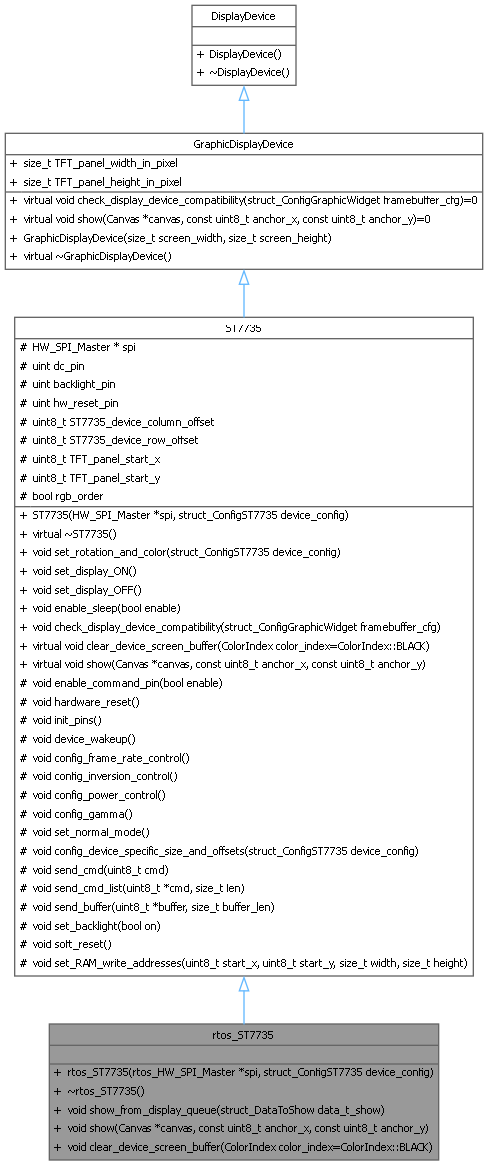 DisplayDevice
+ DisplayDevice()
+ ~DisplayDevice()
GraphicDisplayDevice
+ size_t TFT_panel_width_in_pixel
+ size_t TFT_panel_height_in_pixel
+ virtual void check_display_device_compatibility(struct_ConfigGraphicWidget framebuffer_cfg)=0
+ virtual void show(Canvas *canvas, const uint8_t anchor_x, const uint8_t anchor_y)=0
+ GraphicDisplayDevice(size_t screen_width, size_t screen_height)
+ virtual ~GraphicDisplayDevice()
ST7735
# HW_SPI_Master * spi
# uint dc_pin
# uint backlight_pin
# uint hw_reset_pin
# uint8_t ST7735_device_column_offset
# uint8_t ST7735_device_row_offset
# uint8_t TFT_panel_start_x
# uint8_t TFT_panel_start_y
# bool rgb_order
+ ST7735(HW_SPI_Master *spi, struct_ConfigST7735 device_config)
+ virtual ~ST7735()
+ void set_rotation_and_color(struct_ConfigST7735 device_config)
+ void set_display_ON()
+ void set_display_OFF()
+ void enable_sleep(bool enable)
+ void check_display_device_compatibility(struct_ConfigGraphicWidget framebuffer_cfg)
+ virtual void clear_device_screen_buffer(ColorIndex color_index=ColorIndex::BLACK)
+ virtual void show(Canvas *canvas, const uint8_t anchor_x, const uint8_t anchor_y)
# void enable_command_pin(bool enable)
# void hardware_reset()
# void init_pins()
# void device_wakeup()
# void config_frame_rate_control()
# void config_inversion_control()
# void config_power_control()
# void config_gamma()
# void set_normal_mode()
# void config_device_specific_size_and_offsets(struct_ConfigST7735 device_config)
# void send_cmd(uint8_t cmd)
# void send_cmd_list(uint8_t *cmd, size_t len)
# void send_buffer(uint8_t *buffer, size_t buffer_len)
# void set_backlight(bool on)
# void soft_reset()
# void set_RAM_write_addresses(uint8_t start_x, uint8_t start_y, size_t width, size_t height)
rtos_ST7735
+ rtos_ST7735(rtos_HW_SPI_Master *spi, struct_ConfigST7735 device_config)
+ ~rtos_ST7735()
+ void show_from_display_queue(struct_DataToShow data_t_show)
+ void show(Canvas *canvas, const uint8_t anchor_x, const uint8_t anchor_y)
+ void clear_device_screen_buffer(ColorIndex color_index=ColorIndex::BLACK)